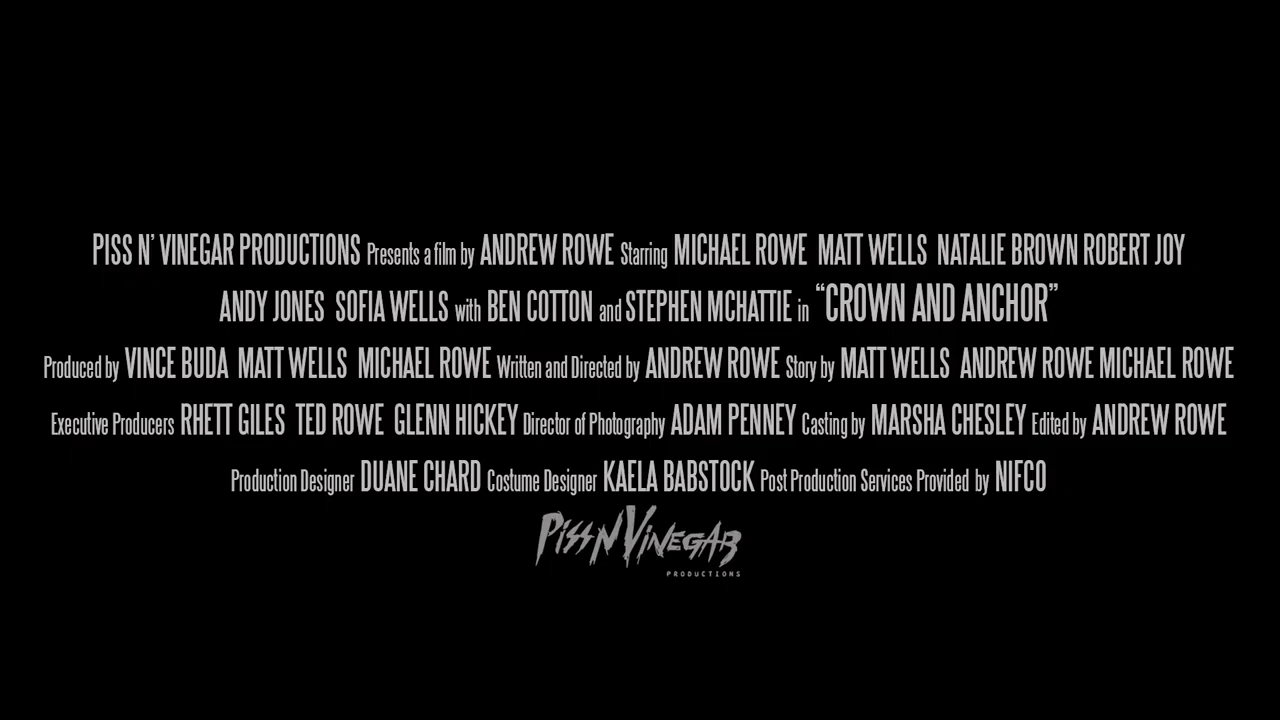 PISS N' VINEGAR PRODUCTIONS Presents a film by ANDREW ROWE Starring MICHAEL ROWE MATT WELLS NATALIE BROWN ROBERT JOY
ANDY JONES SOFIA WELLS with BEN COTTON and STEPHEN MCHATTIE in “CROWN AND ANCHOR”
Produced by VINCE BUDA MATT WELLS MICHAEL ROWE Written and Directed by ANDREW ROWE Story by MATT WELLS ANDREW ROWE MICHAEL ROWE
Executive Producers RHETT GILES TED ROWE GLENN HICKEY Director of Photography ADAM PENNEY Casting by MARSHA CHESLEY Edited by ANDREW ROWE
Production Designer DUANE CHARD Costume Designer KAELA BABSTOCK Post Production Services Provided by NIFCO
PISS N VINEGAR
PRODUCTIONS